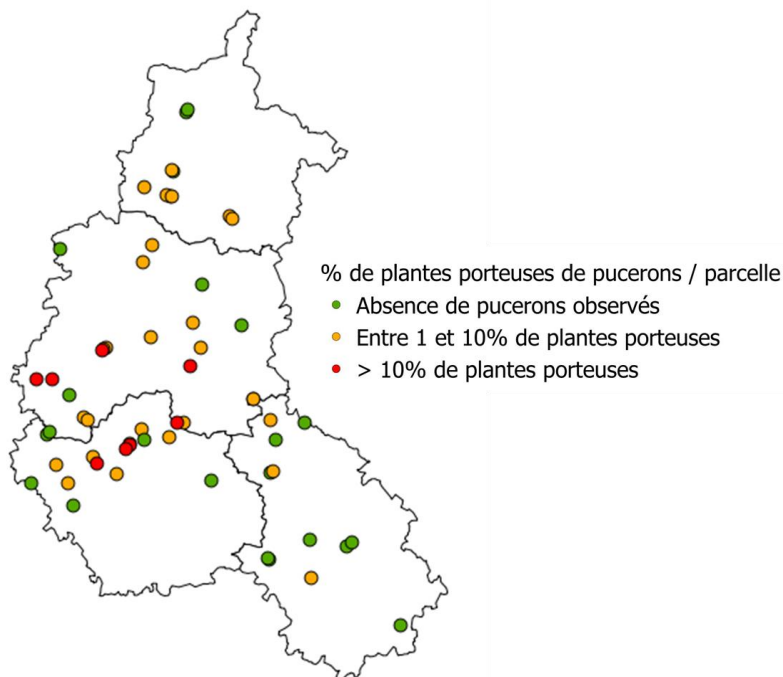 % de plantes porteuses de pucerons / parcelle
Absence de pucerons observés
Entre 1 et 10% de plantes porteuses
> 10% de plantes porteuses